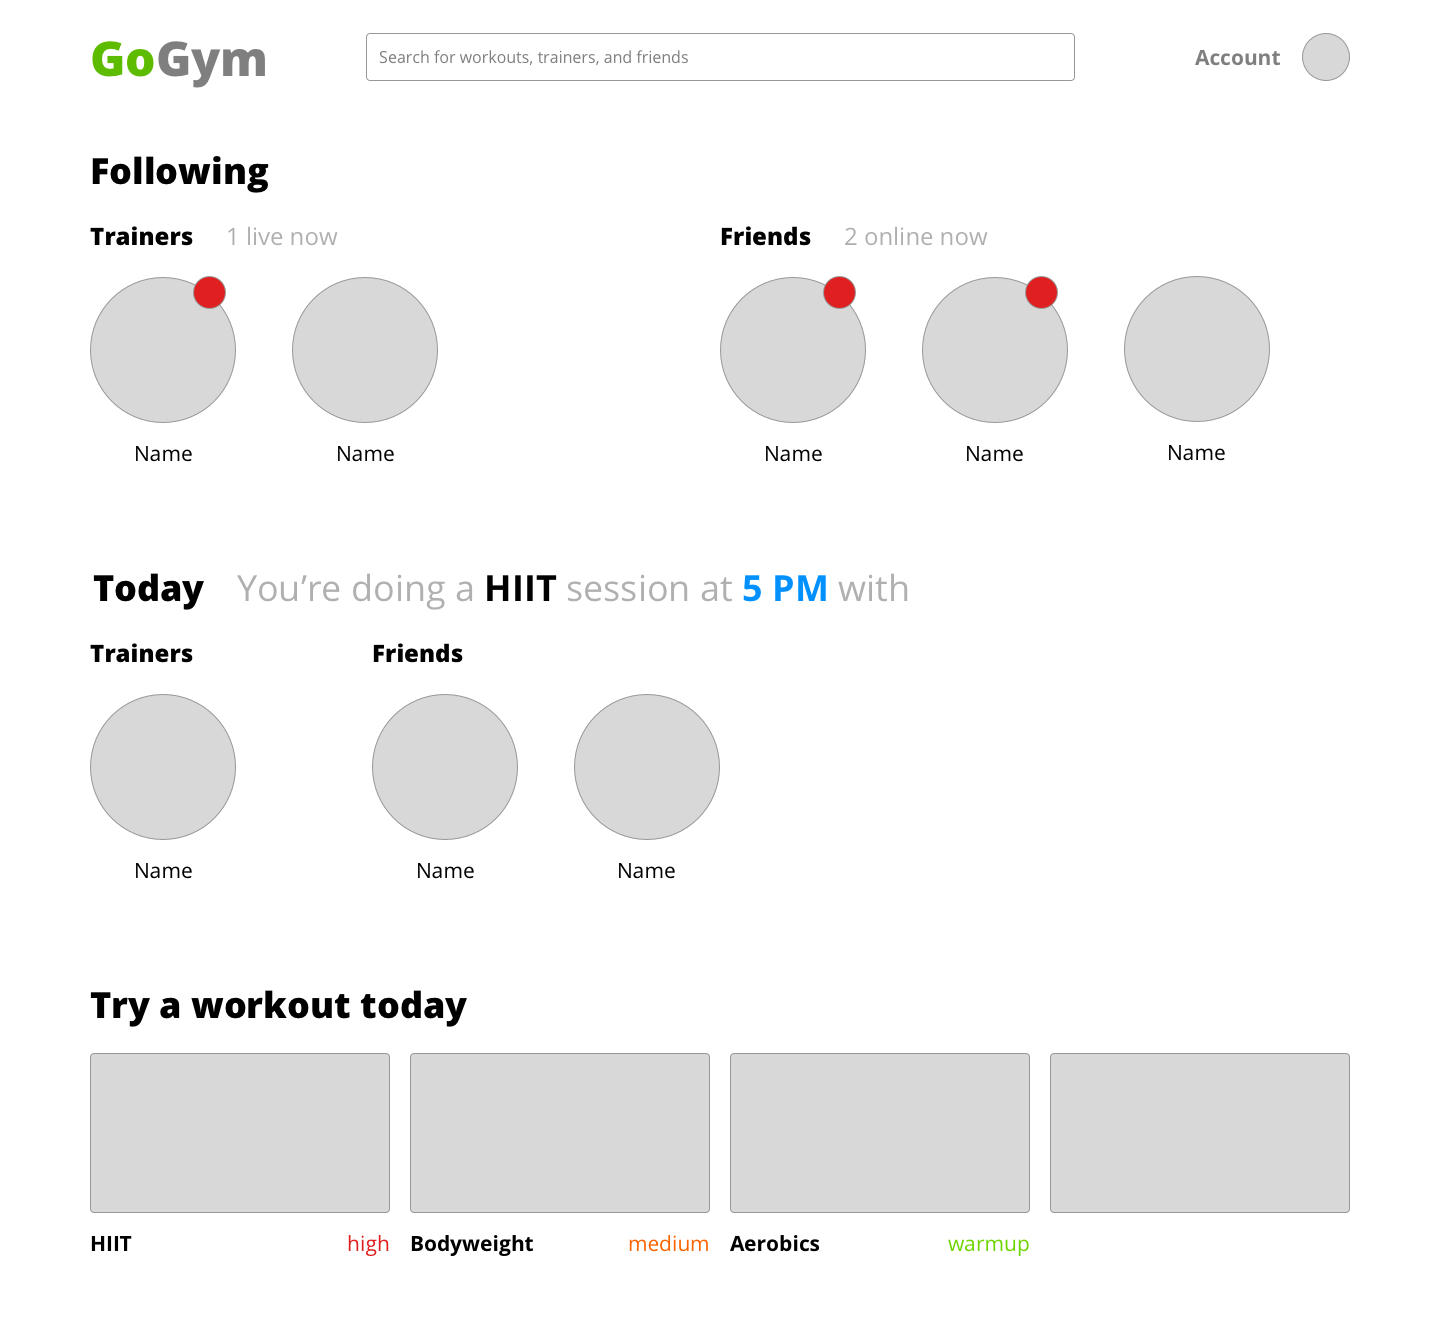 GoGym
Search for workouts, trainers, and friends
Account
Following
Trainers 1 live now
Friends 2 online now
Name Name
Name Name Name
Today You’re doing a HIIT session at 5 PM with
Trainers
Friends
Name
Name Name
Try a workout today
HIIT high
Bodyweight medium
Aerobics warmup